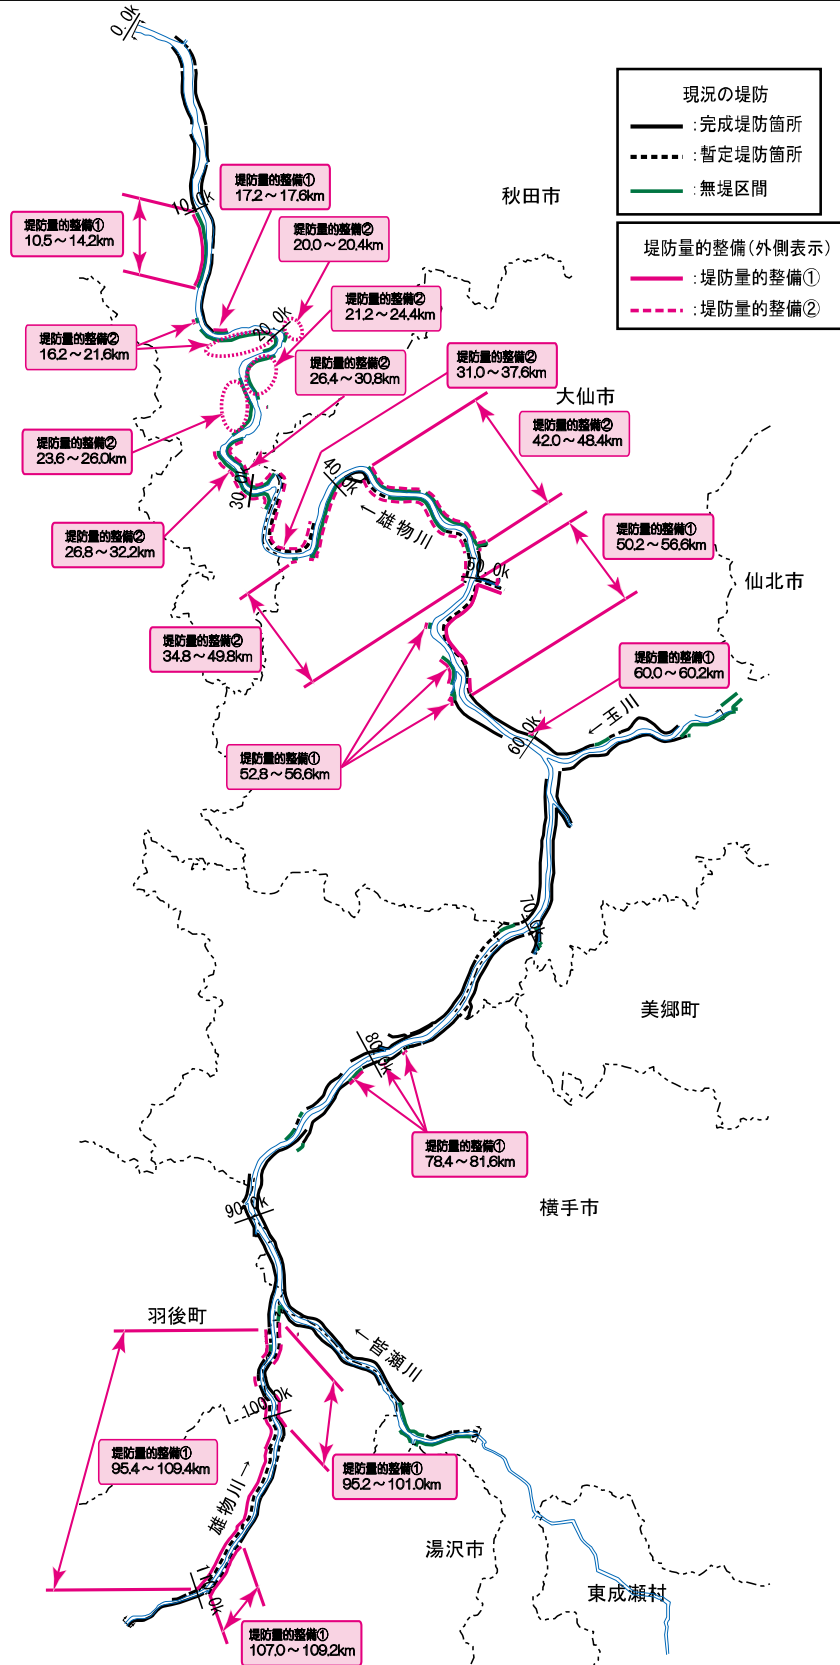 0.0k
現況の堤防
:完成堤防箇所
:暫定堤防箇所
:無堤区間
堤防量的整備(外側表示)
:堤防量的整備①
:堤防量的整備②
秋田市
10.0k
堤防量的整備①
17.2～17.6km
堤防量的整備①
10.5～14.2km
堤防量的整備②
20.0～20.4km
堤防量的整備②
21.2～24.4km
20.0k
堤防量的整備②
16.2～21.6km
堤防量的整備②
26.4～30.8km
堤防量的整備②
31.0～37.6km
大仙市
堤防量的整備②
42.0～48.4km
堤防量的整備②
23.6～26.0km
30.0k
40.0k
←雄物川
堤防量的整備②
26.8～32.2km
堤防量的整備①
50.2～56.6km
50.0k
仙北市
堤防量的整備②
34.8～49.8km
堤防量的整備①
60.0～60.2km
←玉川
60.0k
堤防量的整備①
52.8～56.6km
70.0k
美郷町
80.0k
堤防量的整備①
78.4～81.6km
横手市
90.0k
羽後町
←皆瀬川
100.0k
堤防量的整備①
95.4～109.4km
堤防量的整備①
95.2～101.0km
雄物川→
湯沢市
東成瀬村
110.0k
堤防量的整備①
107.0～109.2km